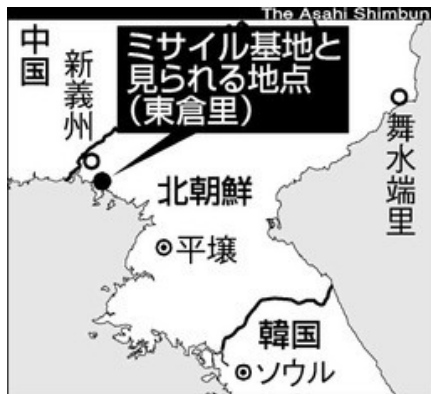 The Asahi Shimbun
ミサイル基地と
見られる地点
(東倉里)
中国
新義州
舞水端里
北朝鮮
平壌
韓国
ソウル